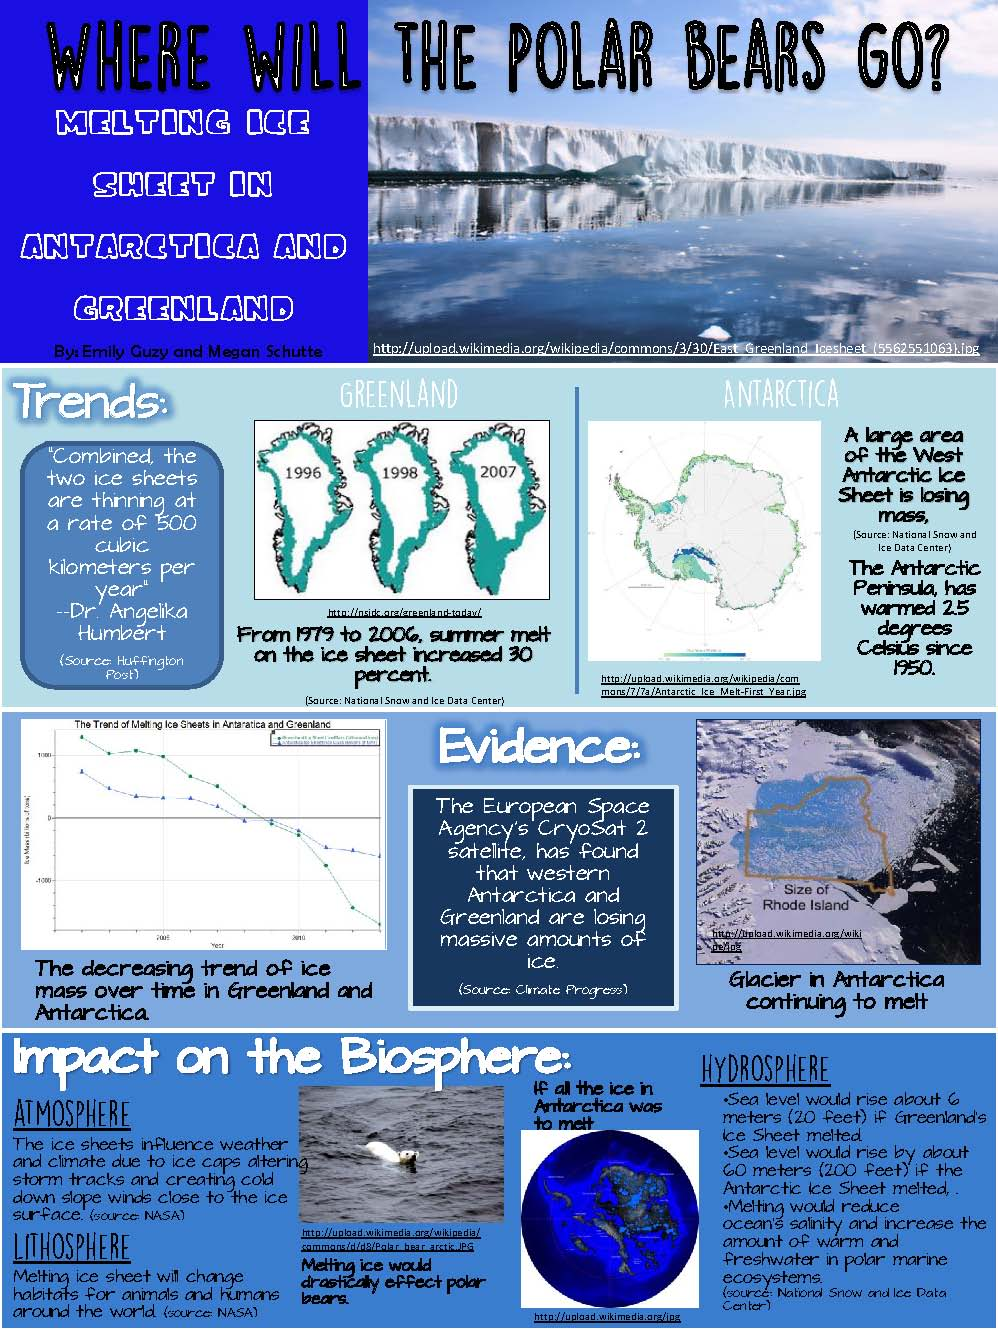 WHERE WILL THE POLAR BEARS GO?
MELTING ICE
SHEET IN
ANTARCTICA AND
GREENLAND
By: Emily Guzy and Megan Schutte
http://upload.wikimedia.org/wikipedia/commons/3/30/East_Greenland_Icesheet_(5562551063).jpg
Trends:
"Combined, the
two ice sheets
are thinning at
a rate of 500
cubic
kilometers per
year"
--Dr. Angelika
Humbert
(Source: Huffington
Post)
GREENLAND
1996
1998
2007
http://nsidc.org/greenland-today/
From 1979 to 2006, summer melt
on the ice sheet increased 30
percent.
(Source: National Snow and Ice Data Center)
ANTARCTICA
http://upload.wikimedia.org/wikipedia/com
mons/7/7a/Antarctic_Ice_Melt-First_Year.jpg
A large area
of the West
Antarctic Ice
Sheet is losing
mass,
(Source: National Snow and
Ice Data Center)
The Antarctic
Peninsula, has
warmed 2.5
degrees
Celsius since
1950.
The Trend of Melting Ice Sheets in Antaratica and Greenland
1000
0
-1000
2005
2010
Year
The decreasing trend of ice
mass over time in Greenland and
Antarctica.
Evidence:
The European Space
Agency's CryoSat 2
satellite, has found
that western
Antarctica and
Greenland are losing
massive amounts of
ice.
(Source: Climate Progress)
Size of
Rhode Island
http://upload.wikimedia.org/wiki
pe/jpg
Glacier in Antarctica
continuing to melt
Impact on the Biosphere:
ATMOSPHERE
The ice sheets influence weather
and climate due to ice caps altering
storm tracks and creating cold
down slope winds close to the ice
surface. (source: NASA)
LITHOSPHERE
Melting ice sheet will change
habitats for animals and humans
around the world. (source: NASA)
http://upload.wikimedia.org/wikipedia/
commons/d/d8/Polar_bear_arctic.JPG
Melting ice would
drastically effect polar
bears.
If all the ice in
Antarctica was
to melt
http://upload.wikimedia.org/jpg
HYDROSPHERE
•Sea level would rise about 6
meters (20 feet) if Greenland's
Ice Sheet melted.
•Sea level would rise by about
60 meters (200 feet) if the
Antarctic Ice Sheet melted, .
•Melting would reduce
ocean's salinity and increase the
amount of warm and
freshwater in polar marine
ecosystems.
(source: National Snow and Ice Data
Center)